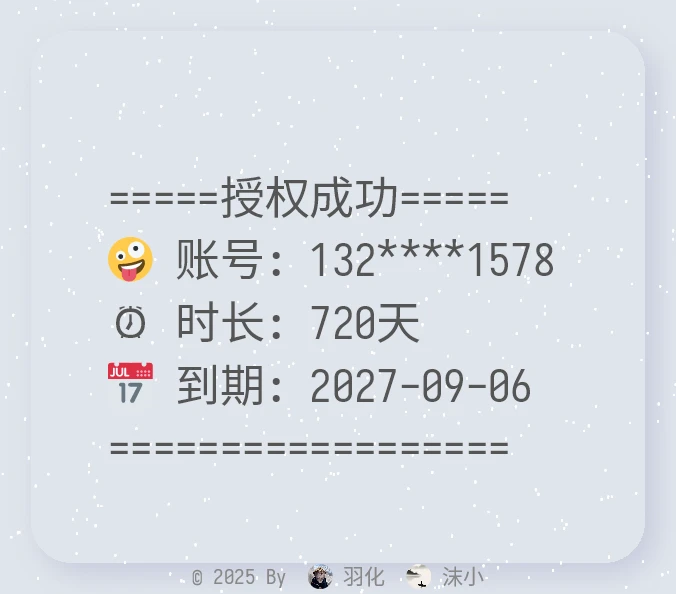 =====授权成功=====
🤪 账号: 132****1578
⏰ 时长: 720天
📅 到期: 2027-09-06
==================
© 2025 By 羽化 沫小